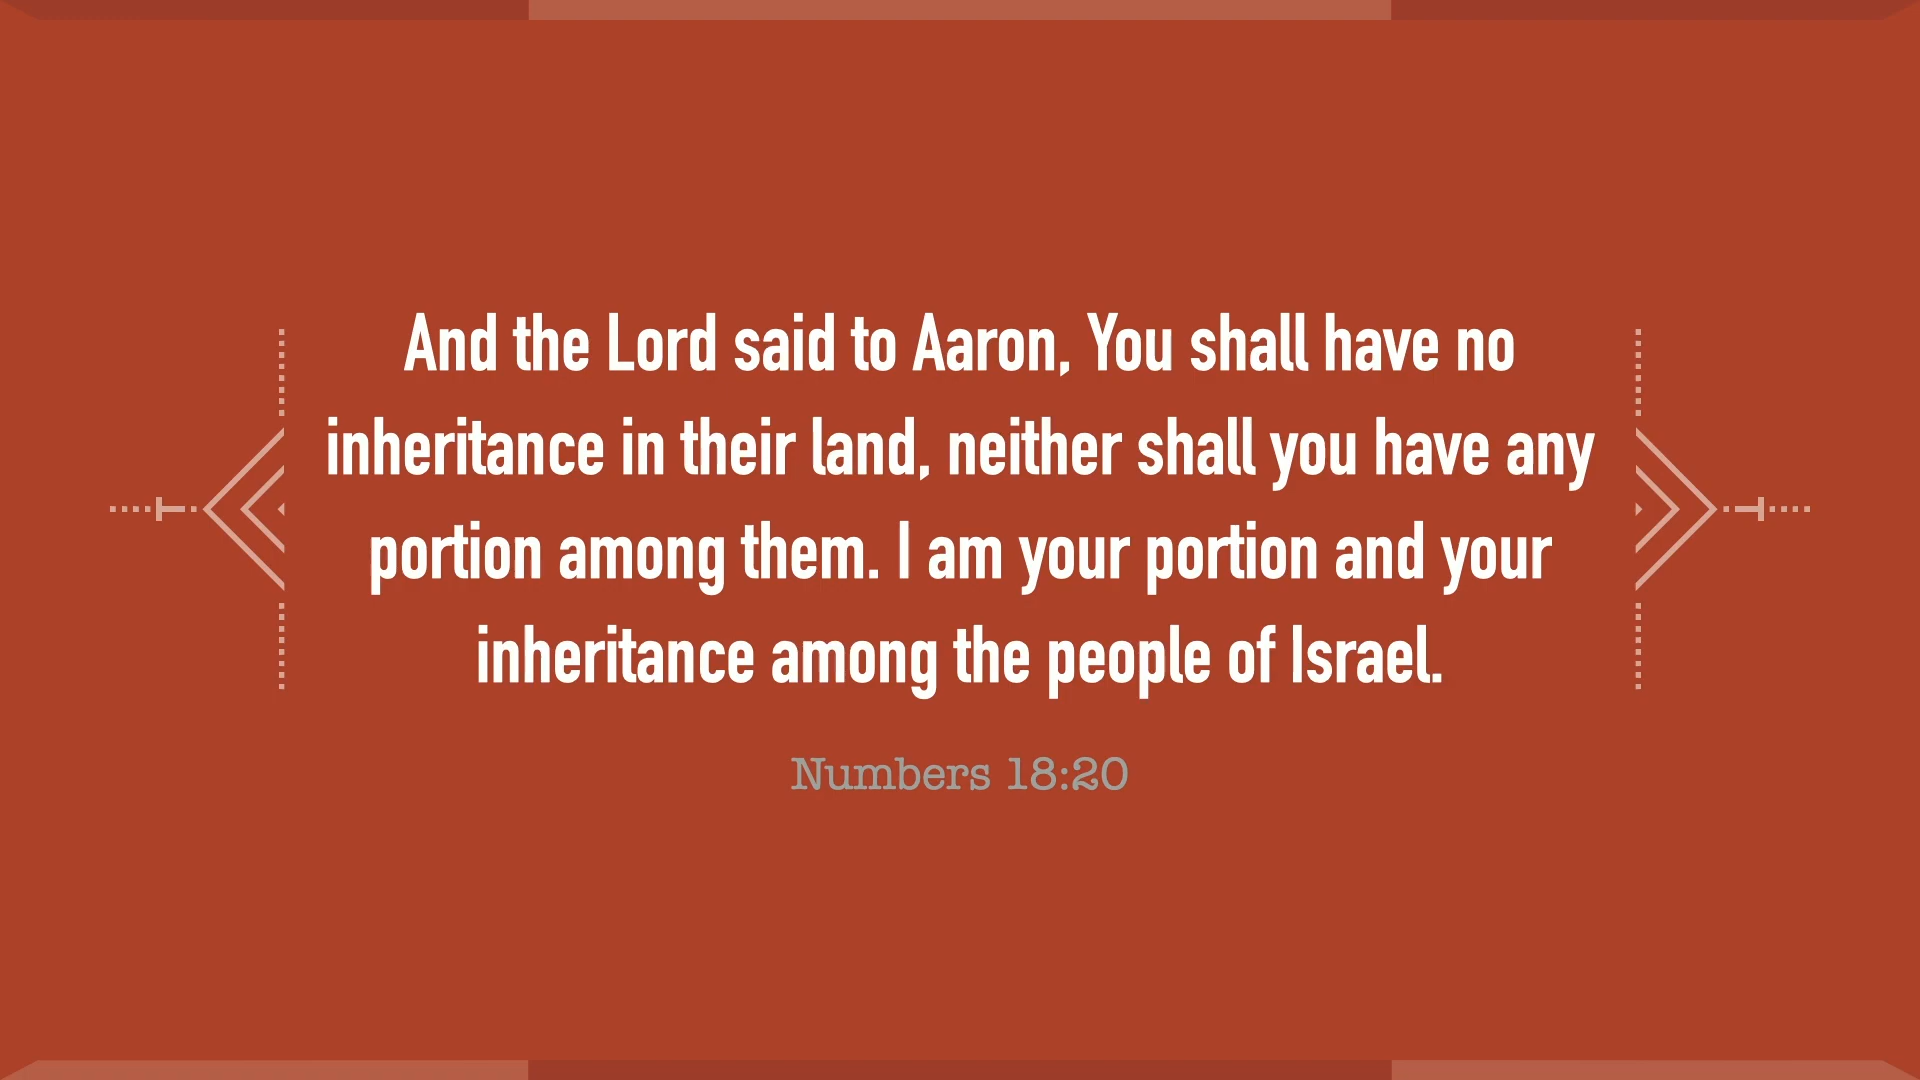 And the Lord said to Aaron, You shall have no
inheritance in their land, neither shall you have any
portion among them. I am your portion and your
inheritance among the people of Israel.
Numbers 18:20